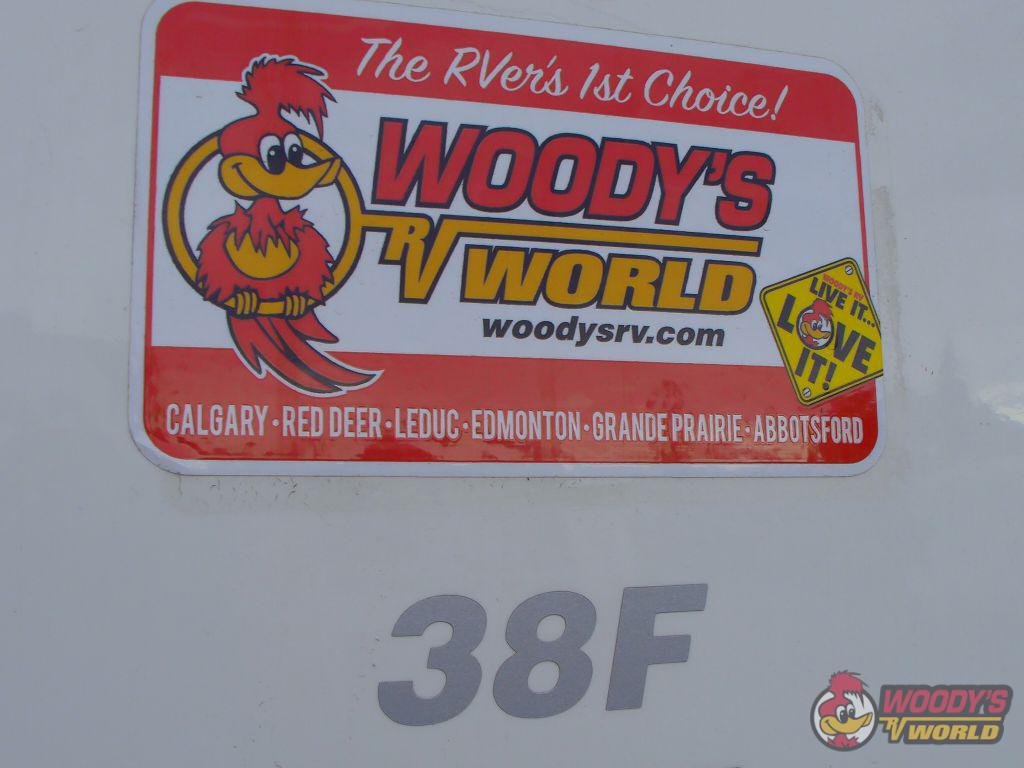 The RVer's 1st Choice!
WOODY'S
RV WORLD
woodysrv.com
WOODY'S RV
LIVE IT...
LOVE
IT!
CALGARY • RED DEER • LEDUC • EDMONTON • GRANDE PRAIRIE • ABBOTSFORD
38F
WOODY'S
RV WORLD